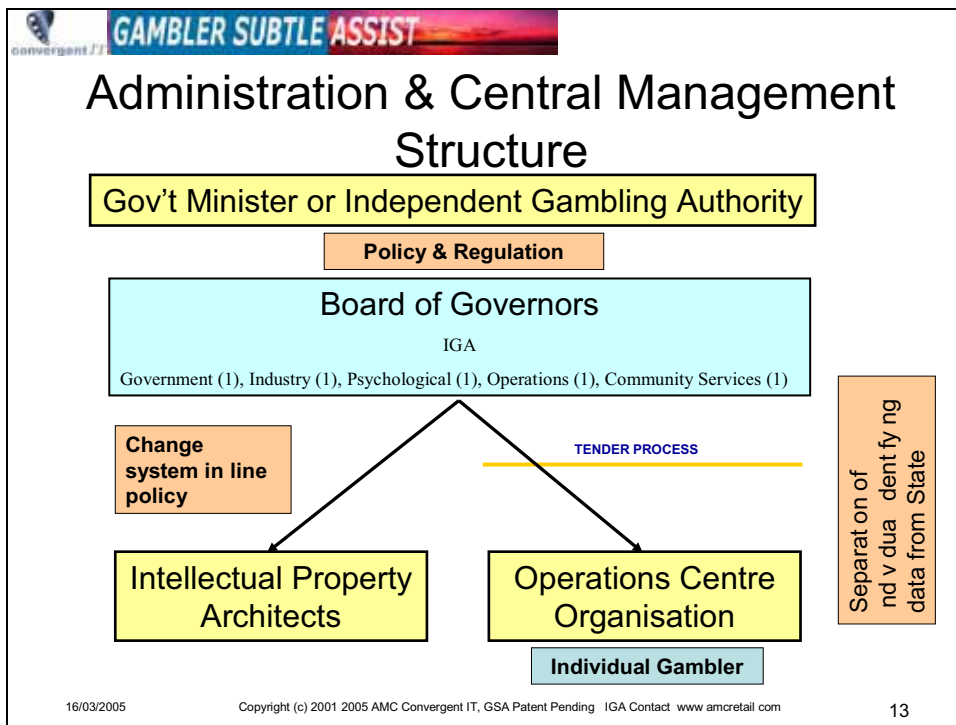 convergent IT
GAMBLER SUBTLE ASSIST
Administration & Central Management
Structure
Gov't Minister or Independent Gambling Authority
Policy & Regulation
Board of Governors
IGA
Government (1), Industry (1), Psychological (1), Operations (1), Community Services (1)
Change
system in line
policy
TENDER PROCESS
Separat on of
nd v dua dent fy ng
data from State
Intellectual Property
Architects
Operations Centre
Organisation
Individual Gambler
16/03/2005
Copyright (c) 2001 2005 AMC Convergent IT, GSA Patent Pending IGA Contact www amcretail com
13